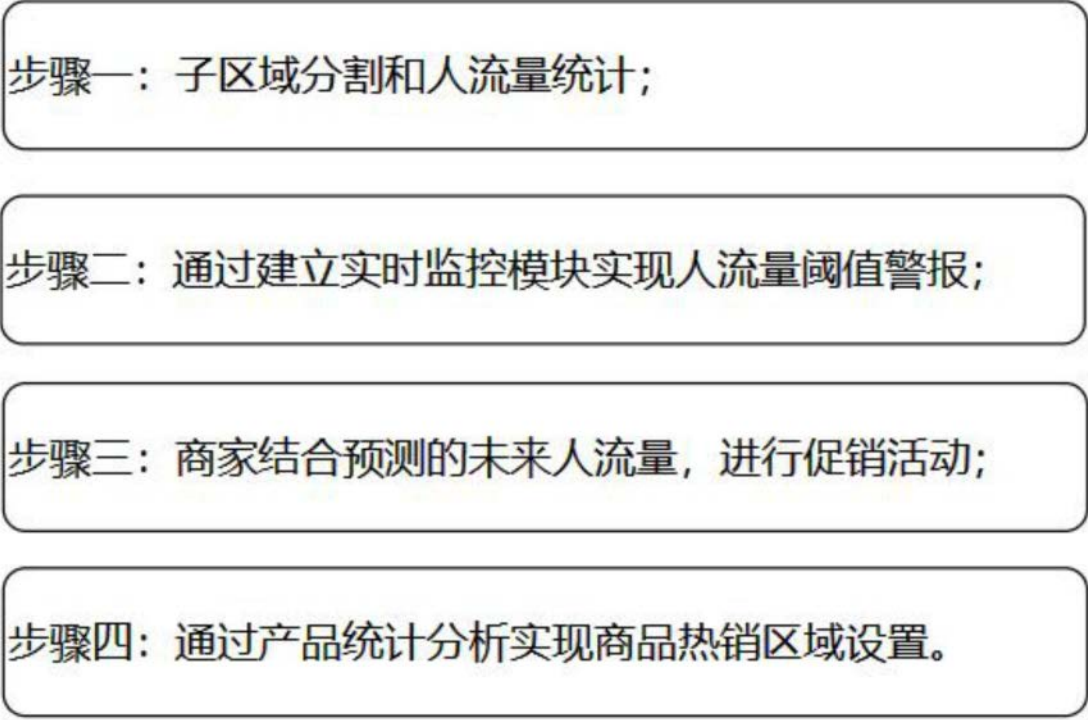 步骤一：子区域分割和人流量统计；
步骤二：通过建立实时监控模块实现人流量阈值警报；
步骤三：商家结合预测的未来人流量，进行促销活动；
步骤四：通过产品统计分析实现商品热销区域设置。